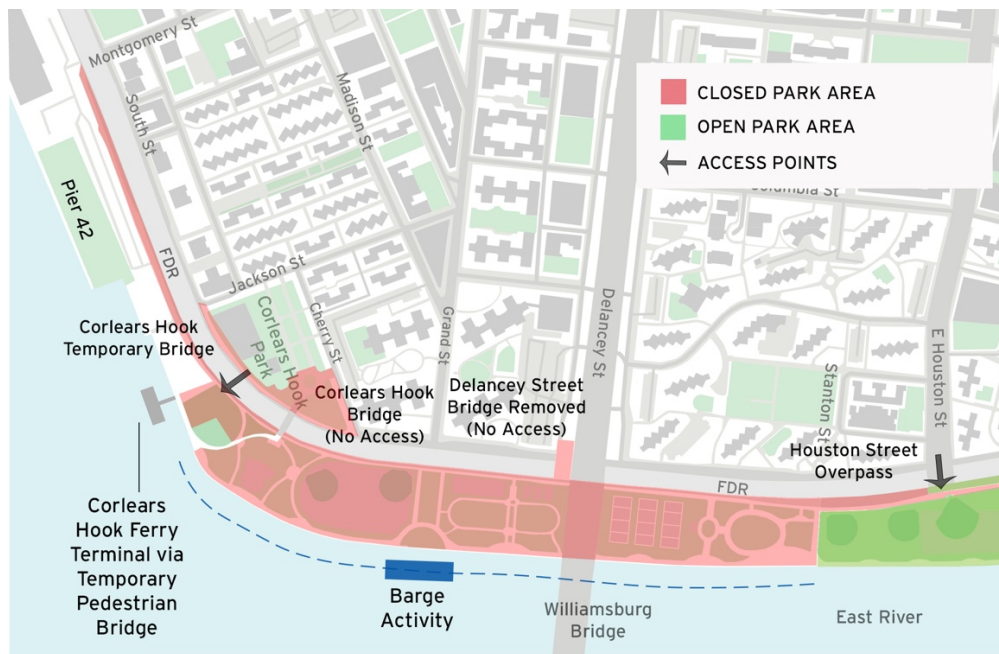 Montgomery St
South St
Madison St
CLOSED PARK AREA
OPEN PARK AREA
ACCESS POINTS
Columbia St
Pier 42
FDR
Jackson St
Corlears Hook
Park
Cherry St
Grand St
Delancey St
E Houston St
Stanton St
Corlears Hook
Temporary Bridge
Corlears Hook
Bridge
(No Access)
Delancey Street
Bridge Removed
(No Access)
Houston Street
Overpass
FDR
Corlears
Hook Ferry
Terminal via
Temporary
Pedestrian
Bridge
Barge
Activity
Williamsburg
Bridge
East River